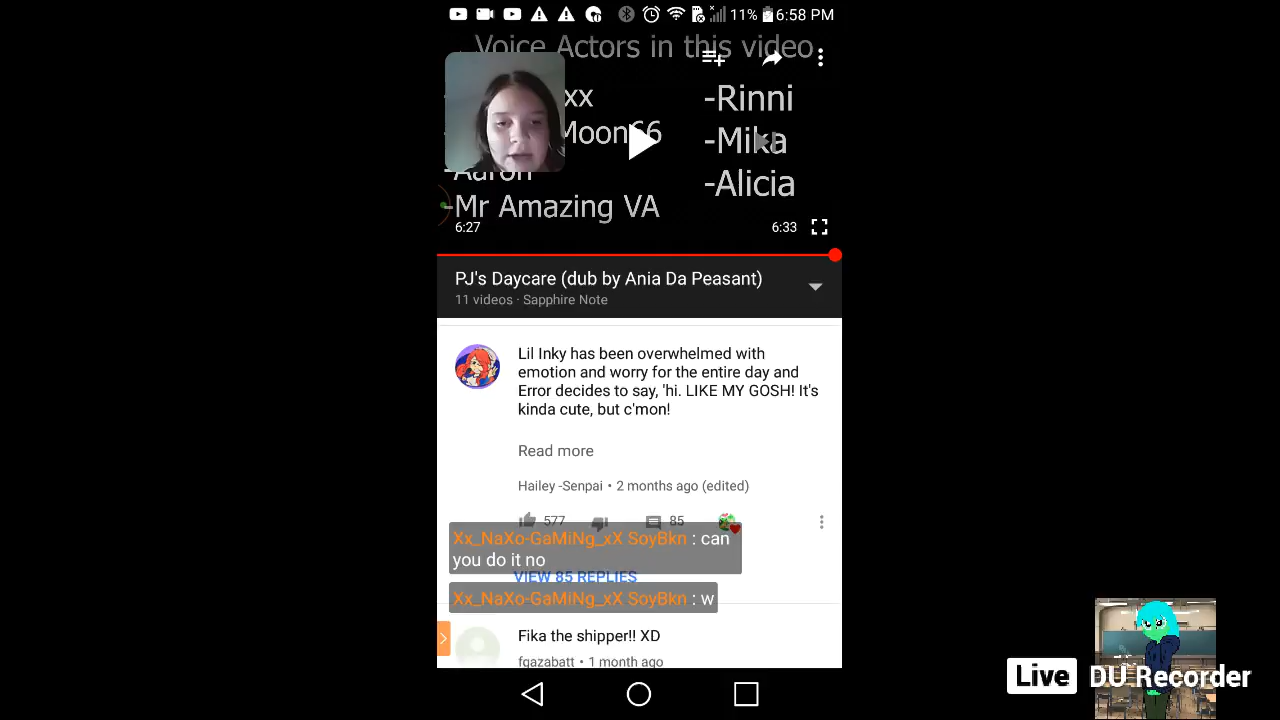 11% 6:58 PM
Voice Actors in this video
xx
-Rinni
Moon66
-Mika
-Aaron
-Alicia
-Mr Amazing VA
6:27
6:33
PJ's Daycare (dub by Ania Da Peasant)
11 videos · Sapphire Note
Lil Inky has been overwhelmed with
emotion and worry for the entire day and
Error decides to say, 'hi. LIKE MY GOSH! It's
kinda cute, but c'mon!
Read more
Hailey -Senpai • 2 months ago (edited)
577
85
Xx_NaXo-GaMiNg_xX SoyBkn : can
you do it no
VIEW 85 REPLIES
Xx_NaXo-GaMiNg_xX SoyBkn : w
Fika the shipper!! XD
fgazabatt • 1 month ago
Live DU Recorder